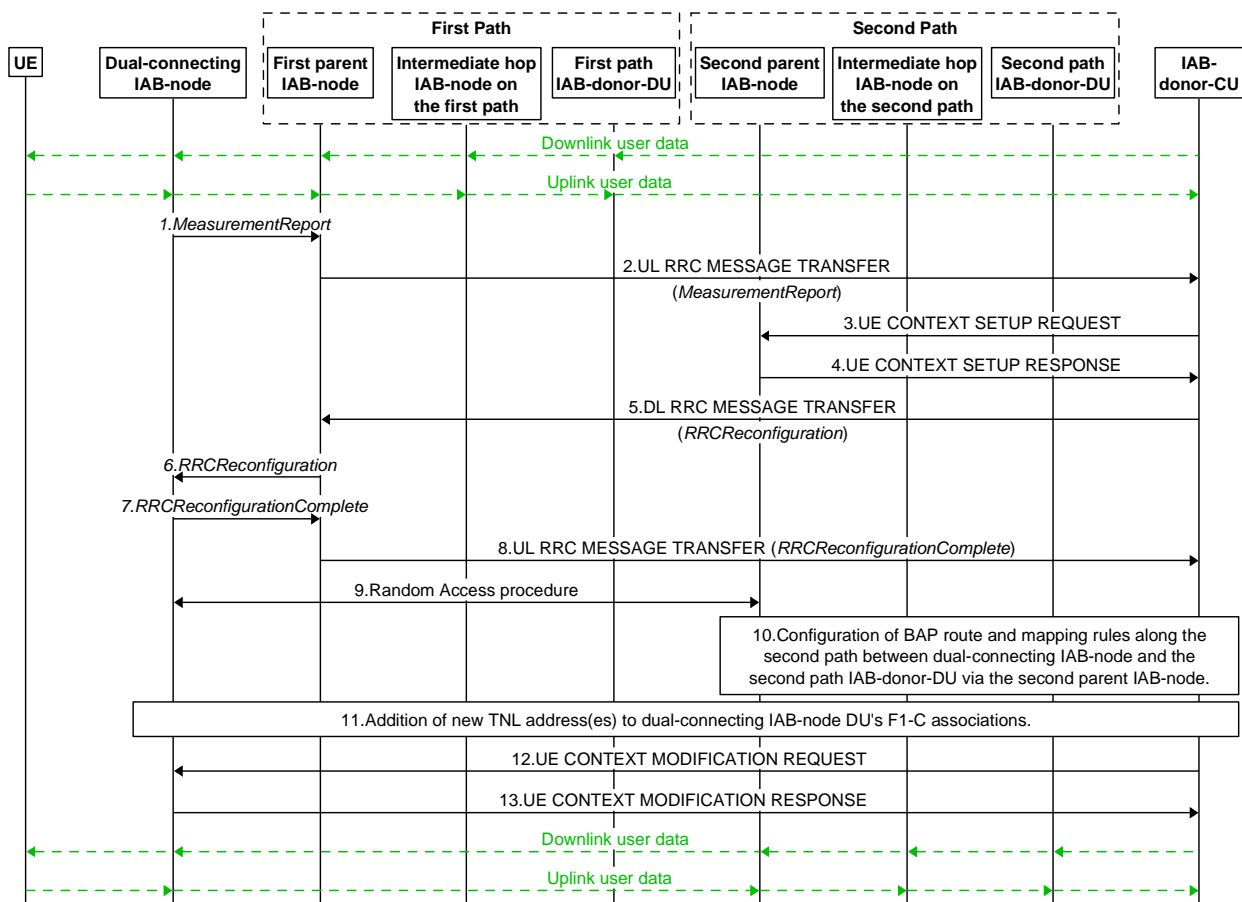 First Path
Second Path
UE
Dual-connecting
IAB-node
First parent
IAB-node
Intermediate hop
IAB-node on
the first path
First path
IAB-donor-DU
Second parent
IAB-node
Intermediate hop
IAB-node on
the second path
Second path
IAB-donor-DU
IAB-
donor-CU
Downlink user data
Uplink user data
1.MeasurementReport
2.UL RRC MESSAGE TRANSFER
(MeasurementReport)
3.UE CONTEXT SETUP REQUEST
4.UE CONTEXT SETUP RESPONSE
5.DL RRC MESSAGE TRANSFER
(RRCReconfiguration)
6.RRCReconfiguration
7.RRCReconfigurationComplete
8.UL RRC MESSAGE TRANSFER (RRCReconfigurationComplete)
9.Random Access procedure
10.Configuration of BAP route and mapping rules along the
second path between dual-connecting IAB-node and the
second path IAB-donor-DU via the second parent IAB-node.
11.Addition of new TNL address(es) to dual-connecting IAB-node DU's F1-C associations.
12.UE CONTEXT MODIFICATION REQUEST
13.UE CONTEXT MODIFICATION RESPONSE
Downlink user data
Uplink user data